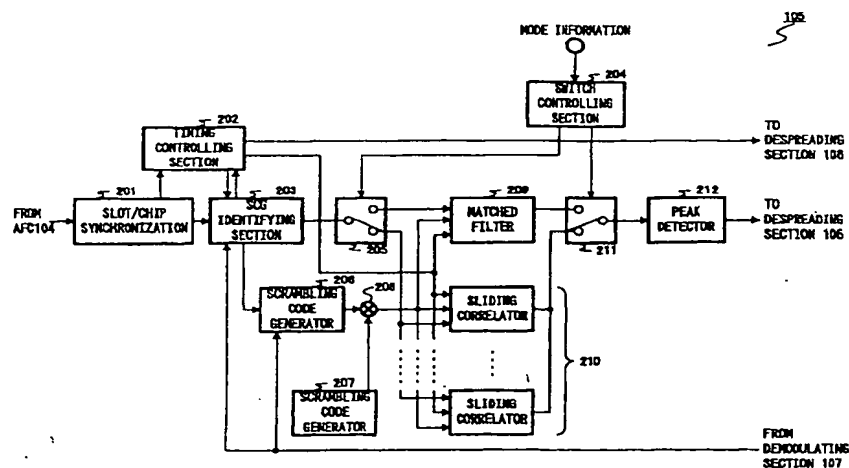 105
MODE INFORMATION
204
SWITCH
CONTROLLING
SECTION
202
TIMING
CONTROLLING
SECTION
TO
DESPREADING
SECTION 108
201
203
209
212
FROM
AFC104
SLOT/CHIP
SYNCHRONIZATION
SCG
IDENTIFYING
SECTION
205
MATCHED
FILTER
211
PEAK
DETECTOR
TO
DESPREADING
SECTION 106
206
208
SCRAMBLING
CODE
GENERATOR
SLIDING
CORRELATOR
210
207
SCRAMBLING
CODE
GENERATOR
SLIDING
CORRELATOR
FROM
DEMODULATING
SECTION 107